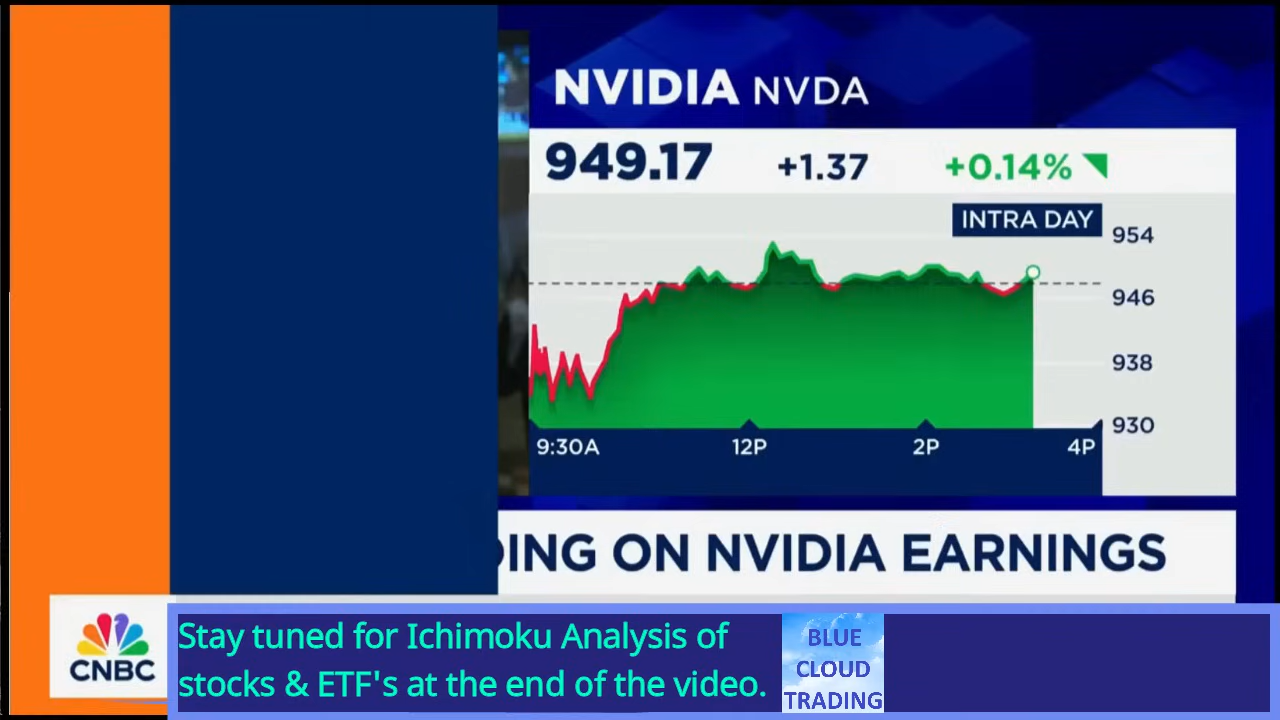 NVIDIA NVDA
949.17 +1.37 +0.14%
INTRA DAY
954
946
938
930
9:30A 12P 2P 4P
ING ON NVIDIA EARNINGS
CNBC
Stay tuned for Ichimoku Analysis of
stocks & ETF's at the end of the video.
BLUE
CLOUD
TRADING